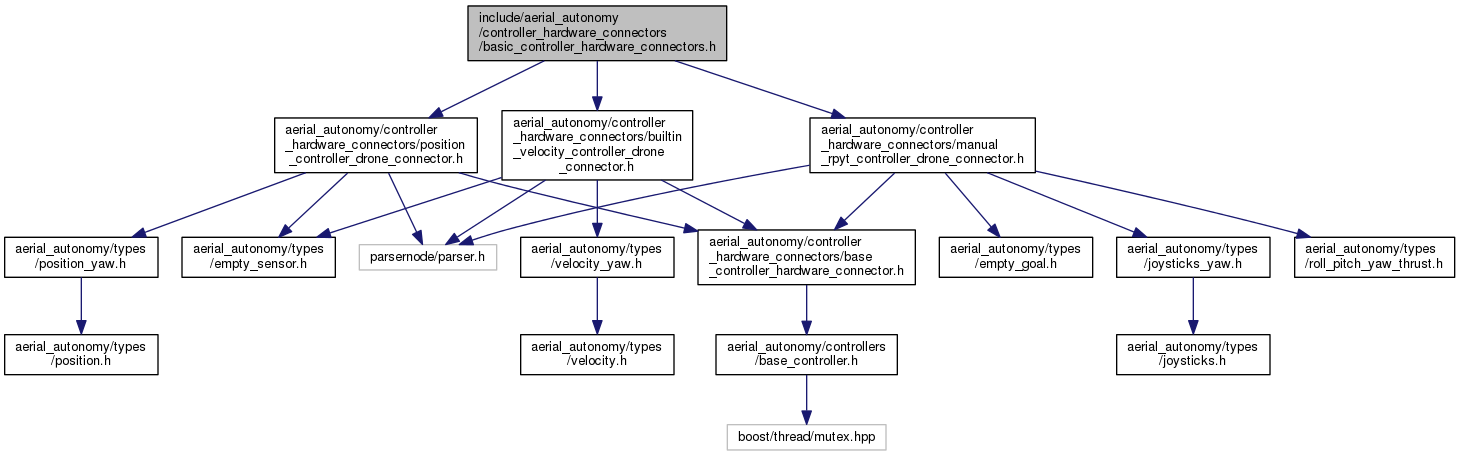 include/aerial_autonomy
/controller_hardware_connectors
/basic_controller_hardware_connectors.h
aerial_autonomy/controller
_hardware_connectors/position
_controller_drone_connector.h
aerial_autonomy/controller
_hardware_connectors/builtin
_velocity_controller_drone
_connector.h
aerial_autonomy/controller
_hardware_connectors/manual
_rpyt_controller_drone_connector.h
aerial_autonomy/types
/position_yaw.h
aerial_autonomy/types
/empty_sensor.h
parsernode/parser.h
aerial_autonomy/types
/velocity_yaw.h
aerial_autonomy/controller
_hardware_connectors/base
_controller_hardware_connector.h
aerial_autonomy/types
/empty_goal.h
aerial_autonomy/types
/joysticks_yaw.h
aerial_autonomy/types
/roll_pitch_yaw_thrust.h
aerial_autonomy/types
/position.h
aerial_autonomy/types
/velocity.h
aerial_autonomy/controllers
/base_controller.h
aerial_autonomy/types
/joysticks.h
boost/thread/mutex.hpp